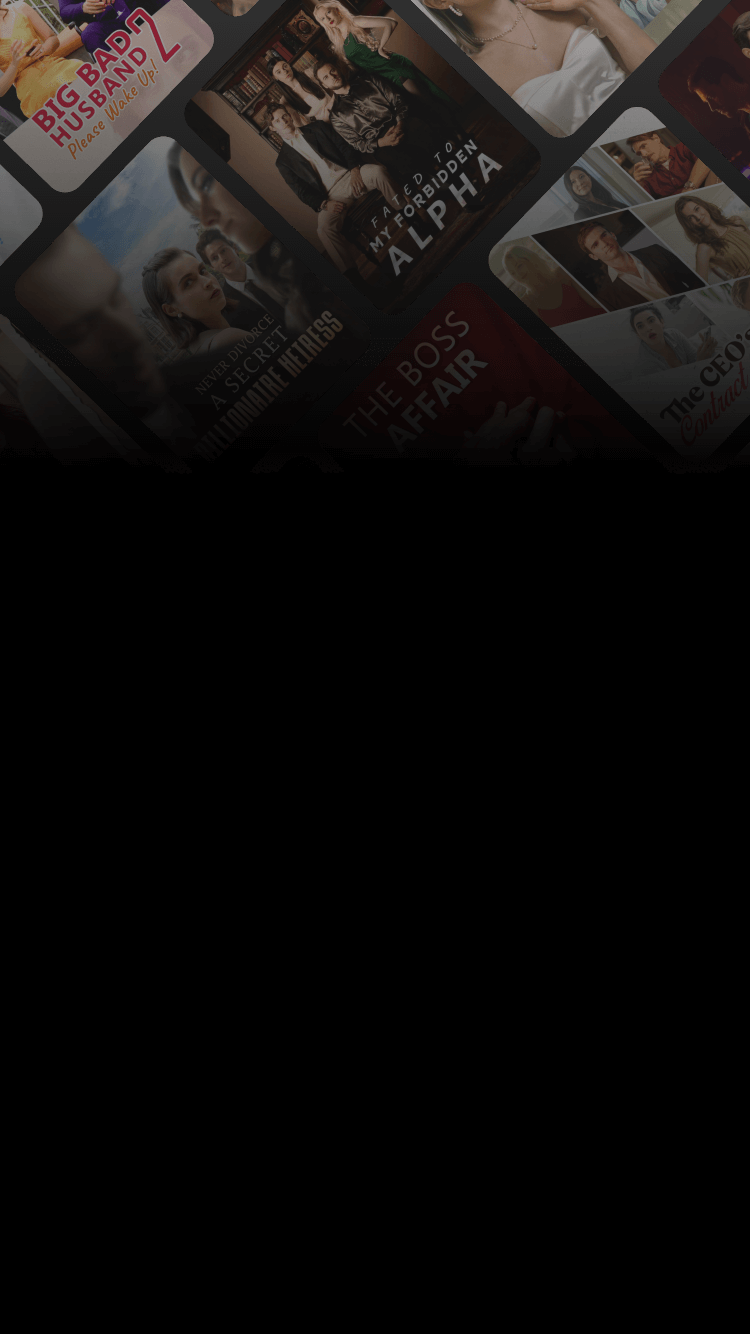 BIG BAD
HUSBAND 2
Please Wake Up!
FATED TO
MY FORBIDDEN
ALPHA
NEVER DIVORCE
A SECRET
MILLIONAIRE HEIRESS
THE BOSS
AFFAIR
The CEO's
Contract